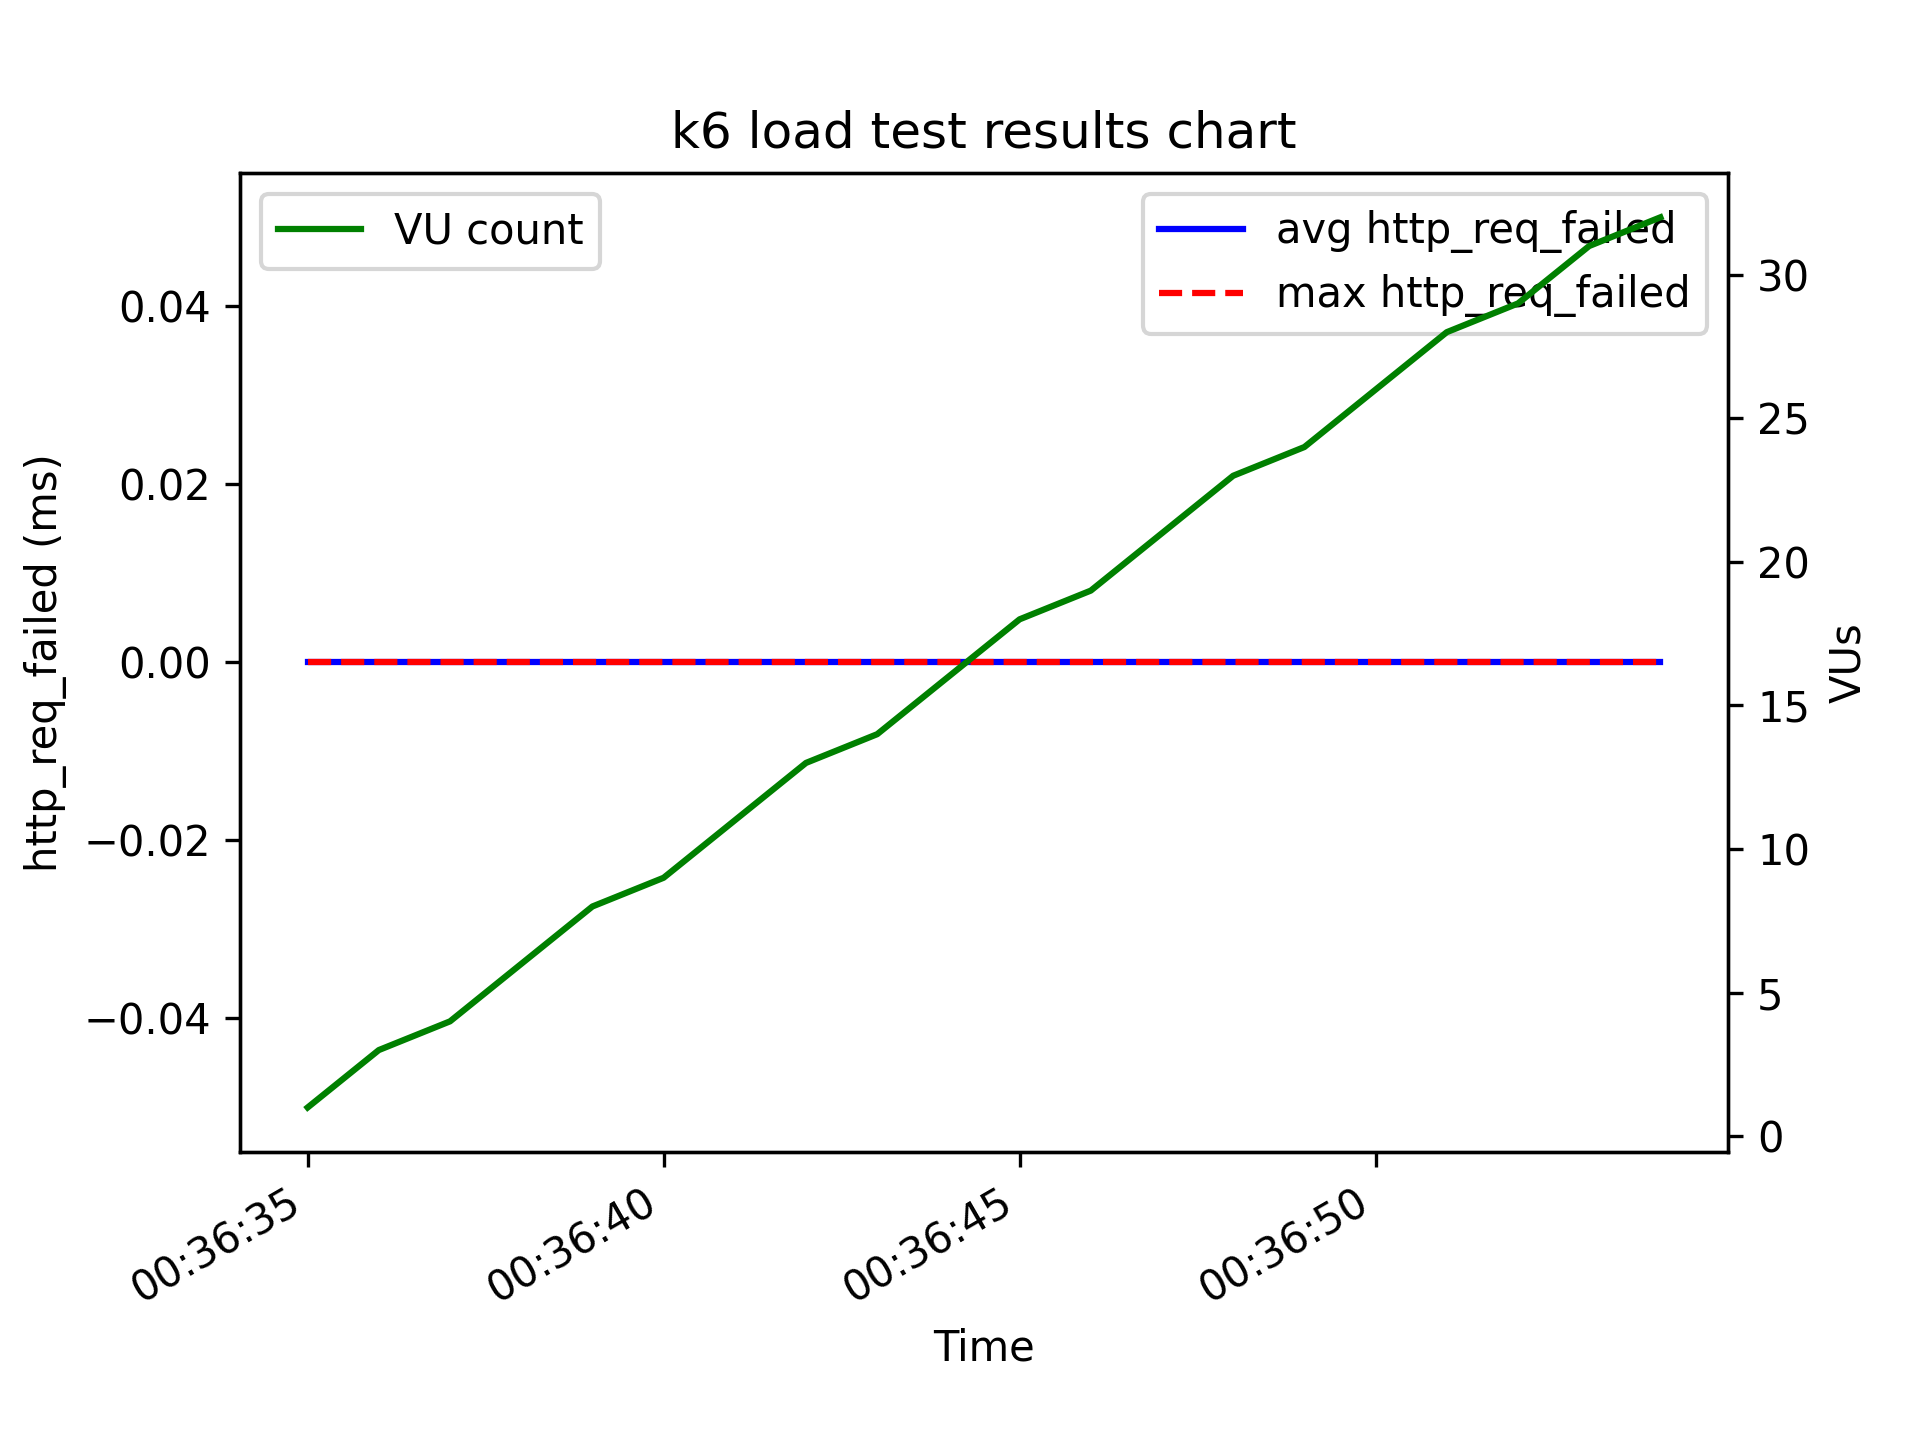 k6 load test results chart
VU count
avg http_req_failed
max http_req_failed
0.04
0.02
0.00
−0.02
−0.04
http_req_failed (ms)
30
25
20
15
10
5
0
VUs
00:36:35
00:36:40
00:36:45
00:36:50
Time